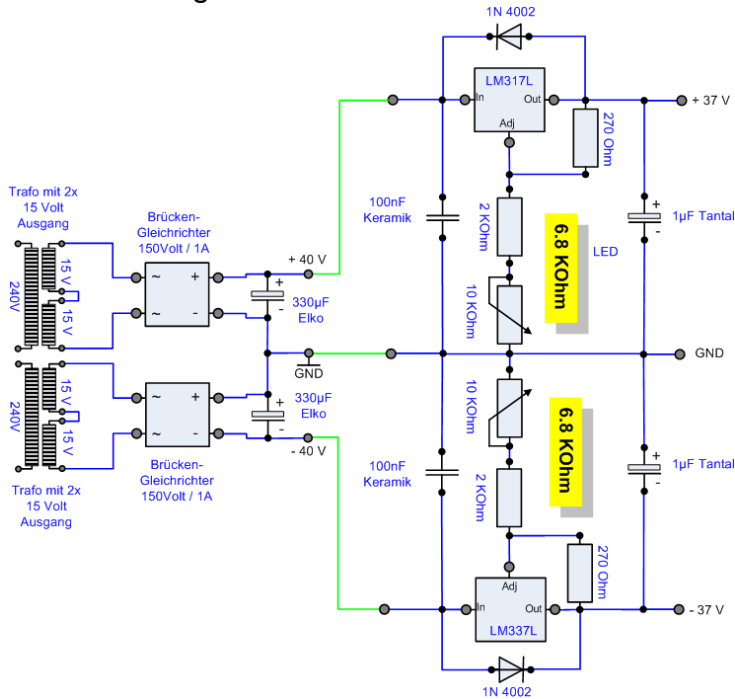 1N 4002
LM317L
In
Out
Adj
+ 37 V
270 Ohm
Trafo mit 2x
15 Volt
Ausgang
Brücken-
Gleichrichter
150Volt / 1A
100nF
Keramik
2 KOhm
6.8 KOhm
LED
+
1µF Tantal
-
+ 40 V
240V
15 V
15 V
~
+
~
-
+
330µF
-
Elko
10 KOhm
GND
GND
240V
15 V
15 V
~
+
~
-
+
330µF
-
Elko
10 KOhm
- 40 V
Brücken-
Gleichrichter
150Volt / 1A
Trafo mit 2x
15 Volt
Ausgang
100nF
Keramik
2 KOhm
6.8 KOhm
+
1µF Tantal
-
270 Ohm
Adj
In
Out
LM337L
- 37 V
1N 4002